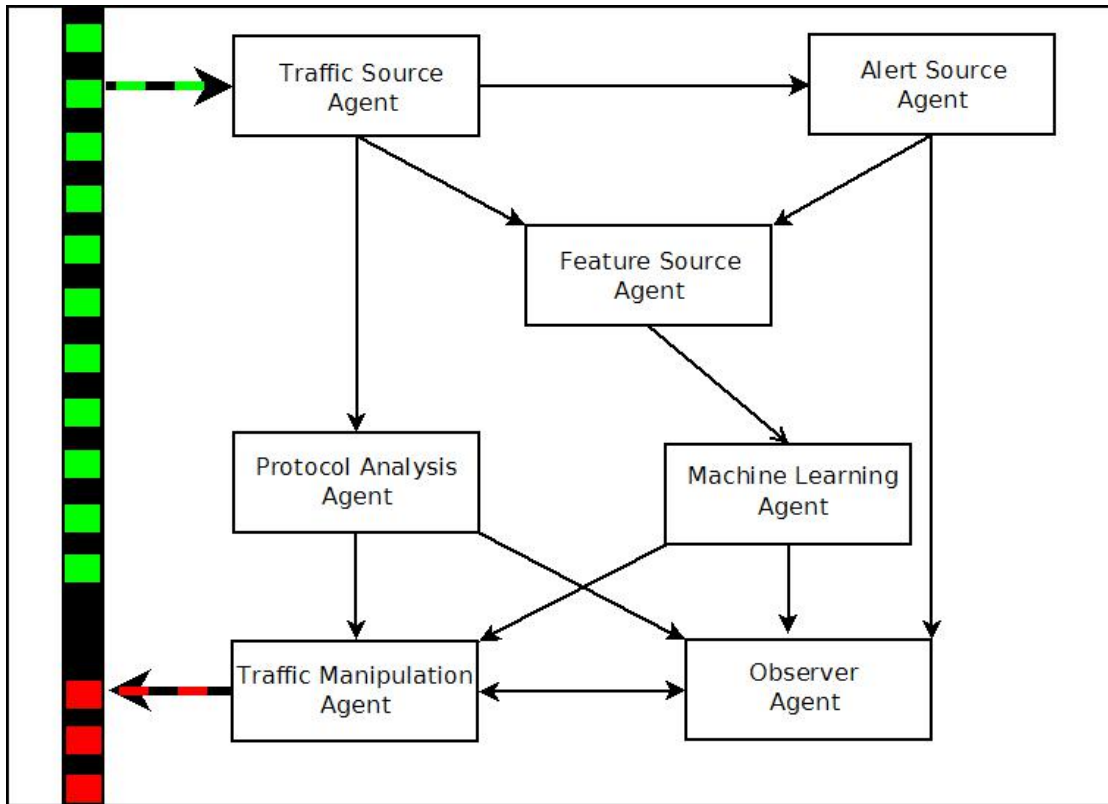 Traffic Source
Agent
Alert Source
Agent
Feature Source
Agent
Protocol Analysis
Agent
Machine Learning
Agent
Traffic Manipulation
Agent
Observer
Agent